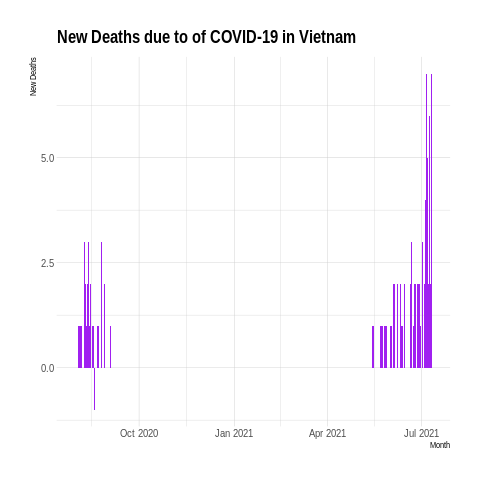 New Deaths due to of COVID-19 in Vietnam
New Deaths
5.0
2.5
0.0
Oct 2020 Jan 2021 Apr 2021 Jul 2021
Month